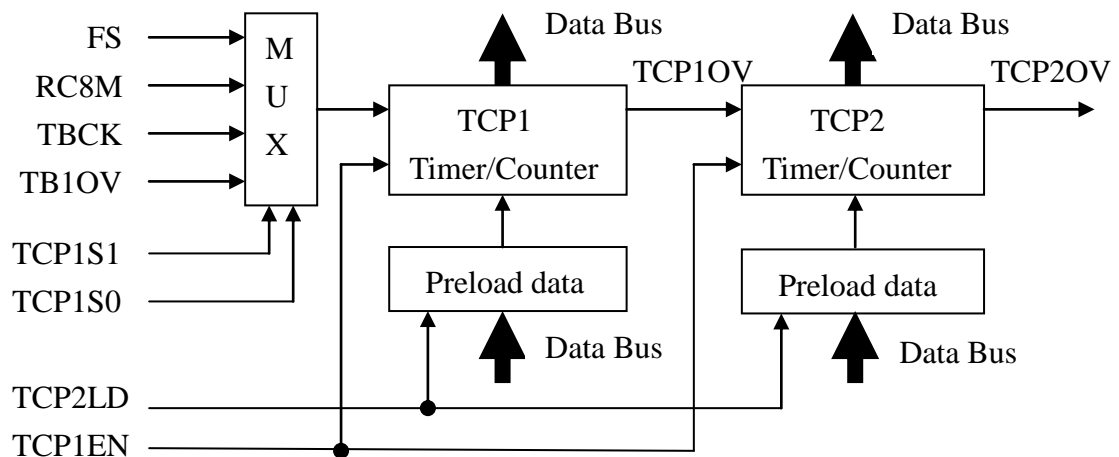 FS
RC8M
TBCK
TB1OV
TCP1S1
TCP1S0
TCP2LD
TCP1EN
M
U
X
Data Bus
TCP1
Timer/Counter
Preload data
Data Bus
TCP1OV
Data Bus
TCP2
Timer/Counter
Preload data
Data Bus
TCP2OV